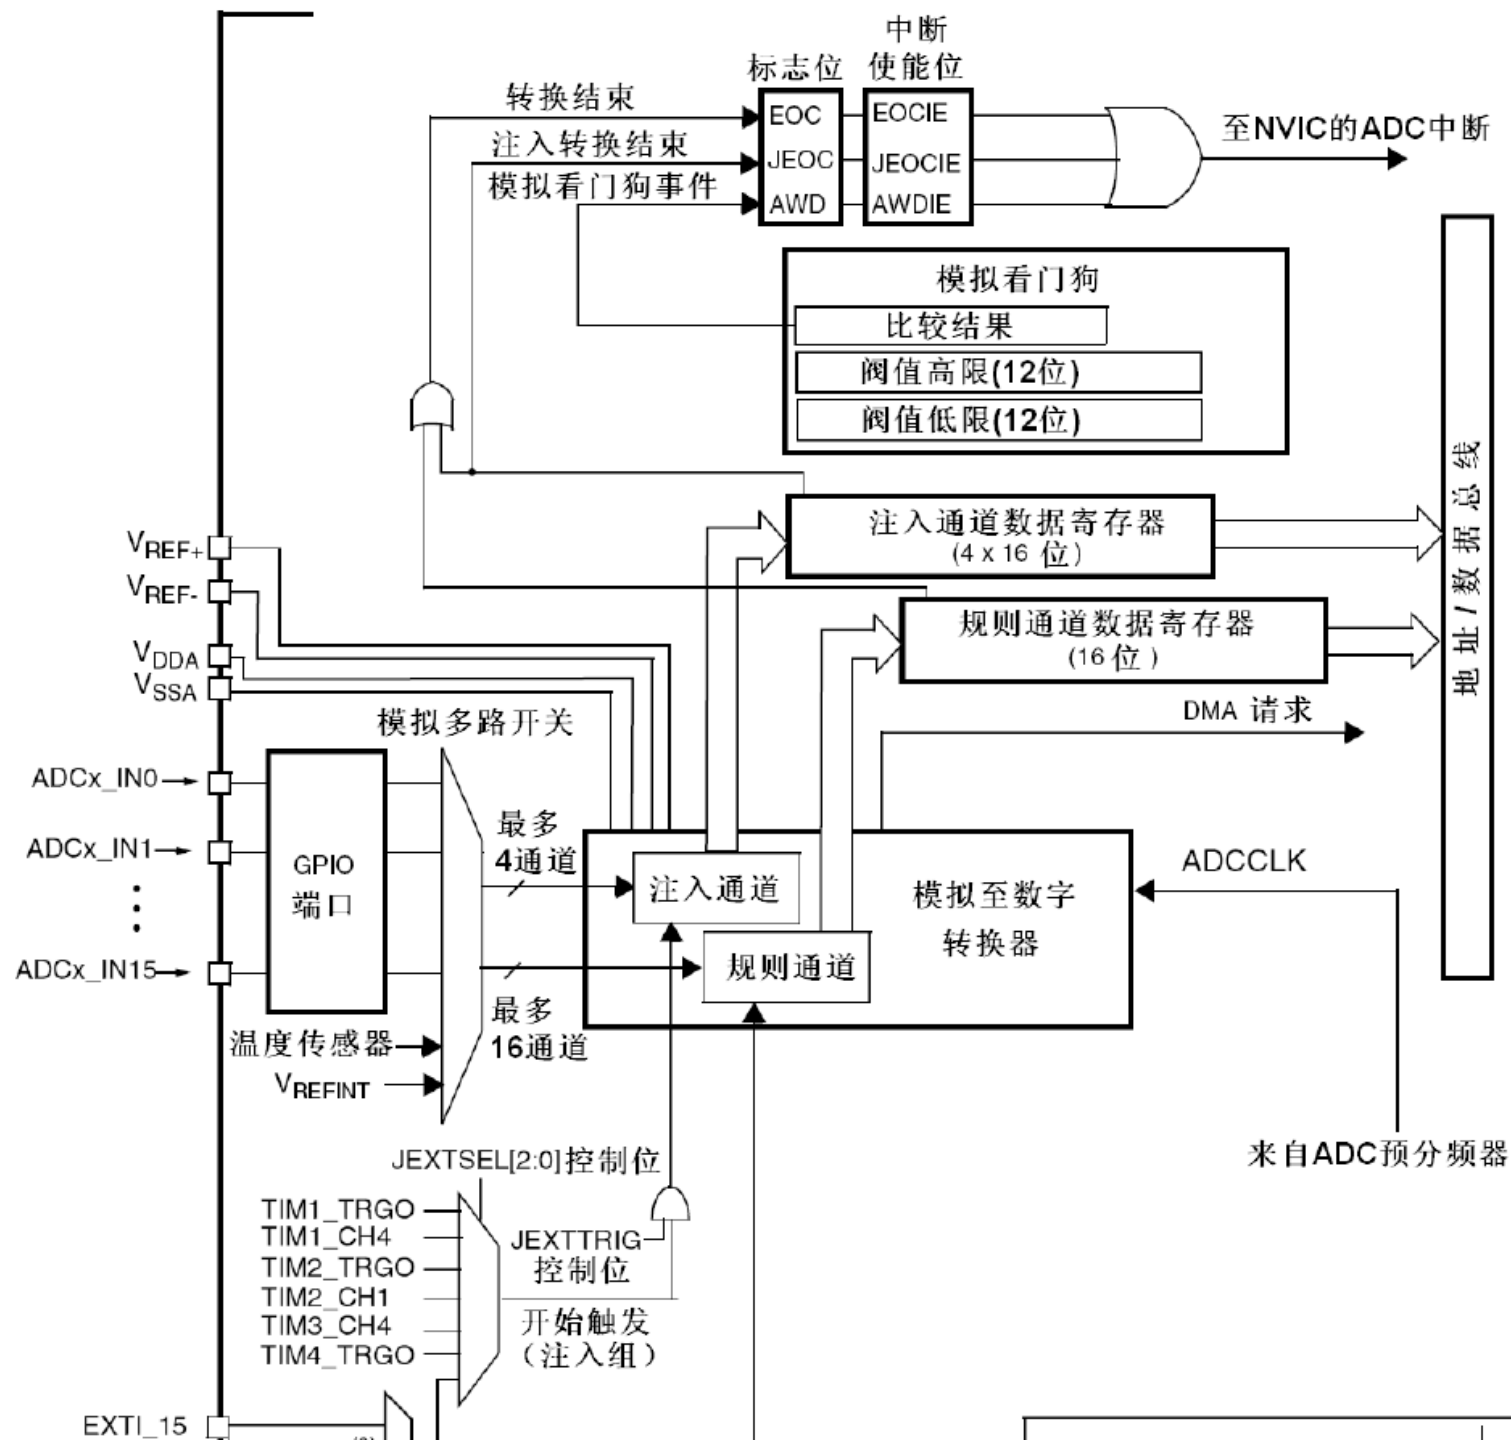 中断
标志位
使能位
转换结束
EOC
EOCIE
至NVIC的ADC中断
注入转换结束
JEOC
JEOCIE
模拟看门狗事件
AWD
AWDIE
模拟看门狗
比较结果
阀值高限(12位)
阀值低限(12位)
地址/数据总线
注入通道数据寄存器
(4 x 16 位)
VREF+
VREF-
规则通道数据寄存器
(16 位)
VDDA
VSSA
DMA 请求
模拟多路开关
ADCx_IN0
ADCx_IN1
ADCx_IN15
GPIO
端口
最多
4通道
注入通道
规则通道
模拟至数字
转换器
ADCCLK
最多
16通道
温度传感器
VREFINT
来自ADC预分频器
JEXTSEL[2:0]控制位
TIM1_TRGO
TIM1_CH4
TIM2_TRGO
TIM2_CH1
TIM3_CH4
TIM4_TRGO
JEXTTRIG
控制位
开始触发
(注入组)
EXTI_15